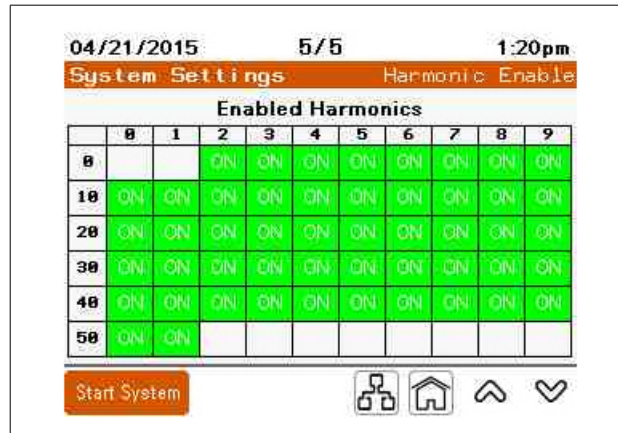 04/21/2015 5/5 1:20pm
System Settings Harmonic Enable
Enabled Harmonics
0 1 2 3 4 5 6 7 8 9
0 ON ON ON ON ON ON ON ON
10 ON ON ON ON ON ON ON ON ON ON
20 ON ON ON ON ON ON ON ON ON ON
30 ON ON ON ON ON ON ON ON ON ON
40 ON ON ON ON ON ON ON ON ON ON
50 ON ON
Start System